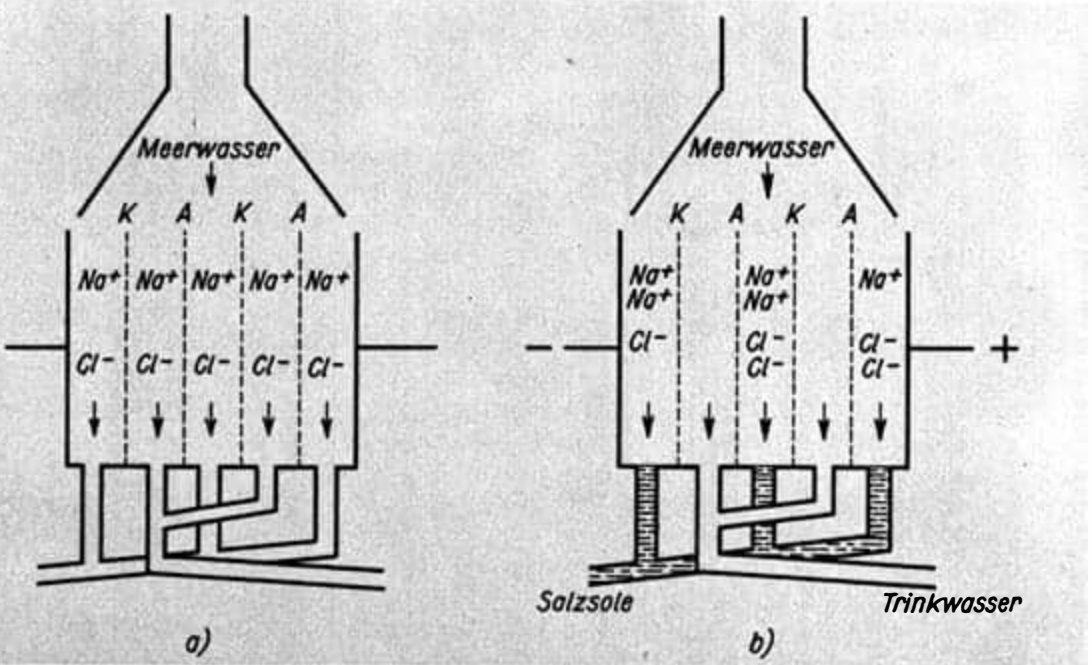 Meerwasser
K A K A
Na+ Na+ Na+ Na+ Na+
Cl- Cl- Cl- Cl- Cl-
a)
Meerwasser
K A K A
Na+ Na+ Na+
Na+ Na+
Cl- Cl- Cl-
Cl- Cl-
- +
Salzsole Trinkwasser
b)